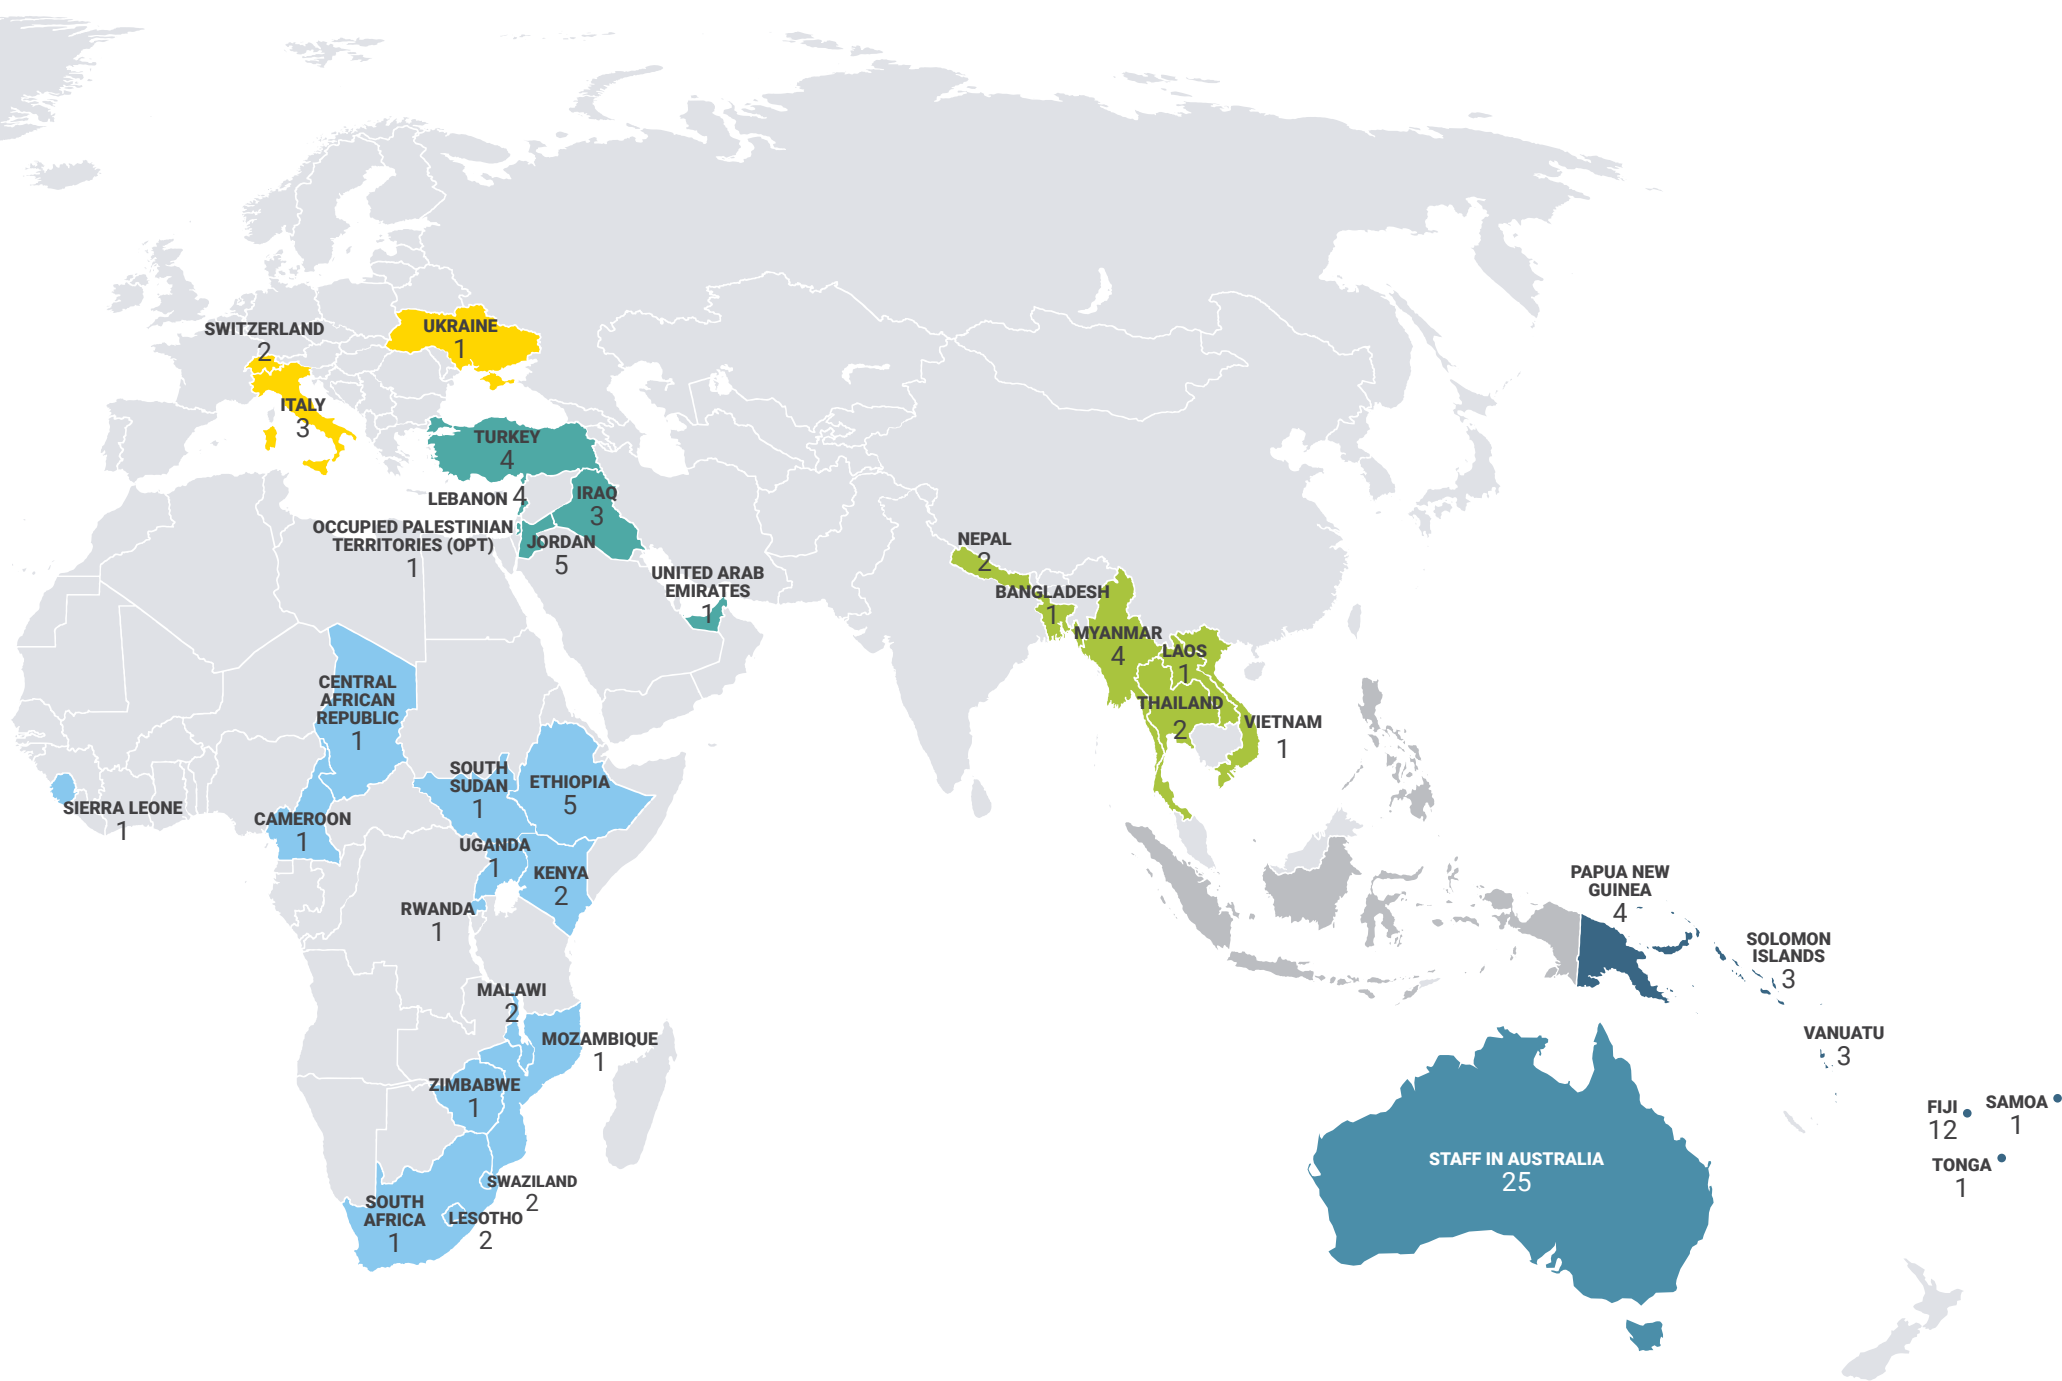 SWITZERLAND
2
UKRAINE
1
ITALY
3
TURKEY
4
LEBANON 4
IRAQ
3
OCCUPIED PALESTINIAN
TERRITORIES (OPT)
1
JORDAN
5
UNITED ARAB
EMIRATES
1
NEPAL
2
BANGLADESH
1
MYANMAR
4
LAOS
1
THAILAND
2
VIETNAM
1
CENTRAL
AFRICAN
REPUBLIC
1
SOUTH
SUDAN
1
ETHIOPIA
5
SIERRA LEONE
1
CAMEROON
1
UGANDA
1
KENYA
2
RWANDA
1
MALAWI
2
MOZAMBIQUE
1
ZIMBABWE
1
SWAZILAND
2
SOUTH
AFRICA
1
LESOTHO
2
PAPUA NEW
GUINEA
4
SOLOMON
ISLANDS
3
VANUATU
3
FIJI
12
SAMOA
1
TONGA
1
STAFF IN AUSTRALIA
25